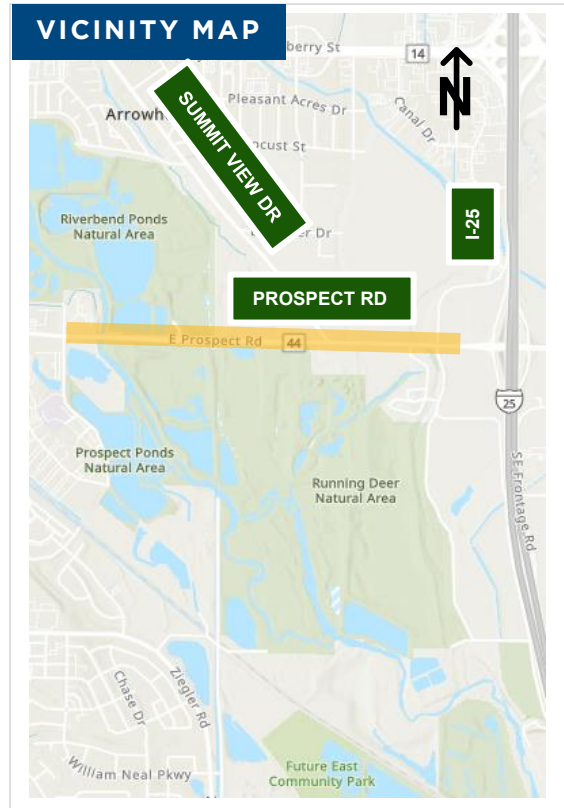 VICINITY MAP
berry St
14
N
Pleasant Acres Dr
Canal Dr
Arrowh
SUMMIT VIEW DR
ocust St
I-25
Riverbend Ponds
Natural Area
er Dr
PROSPECT RD
E Prospect Rd
44
25
Prospect Ponds
Natural Area
Running Deer
Natural Area
SE Frontage Rd
Ziegler Rd
Chase Dr
William Neal Pkwy
Future East
Community Park